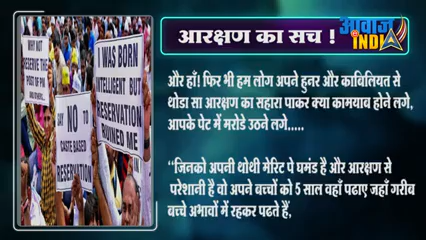 आरक्षण का सच !
आवाज
INDIA
और हाँ! फिर भी हम लोग अपने हुनर और काबिलियत से
थोडा सा आरक्षण का सहारा पाकर क्या कामयाब होने लगे,
आपके पेट में मरोडे उठने लगे.....
“जिनको अपनी थोथी मेरिट पे घमंड है और आरक्षण से
परेशानी है वो अपने बच्चों को 5 साल वहाँ पढाए जहाँ गरीब
बच्चे अभावों में रहकर पढते हैं,
WHY NOT
RESERVE THE
POST OF
P.M.
SAY NO
TO
CASTE BASED
RESERVATION
I WAS BORN
INTELLIGENT BUT
RESERVATION
RUINED ME